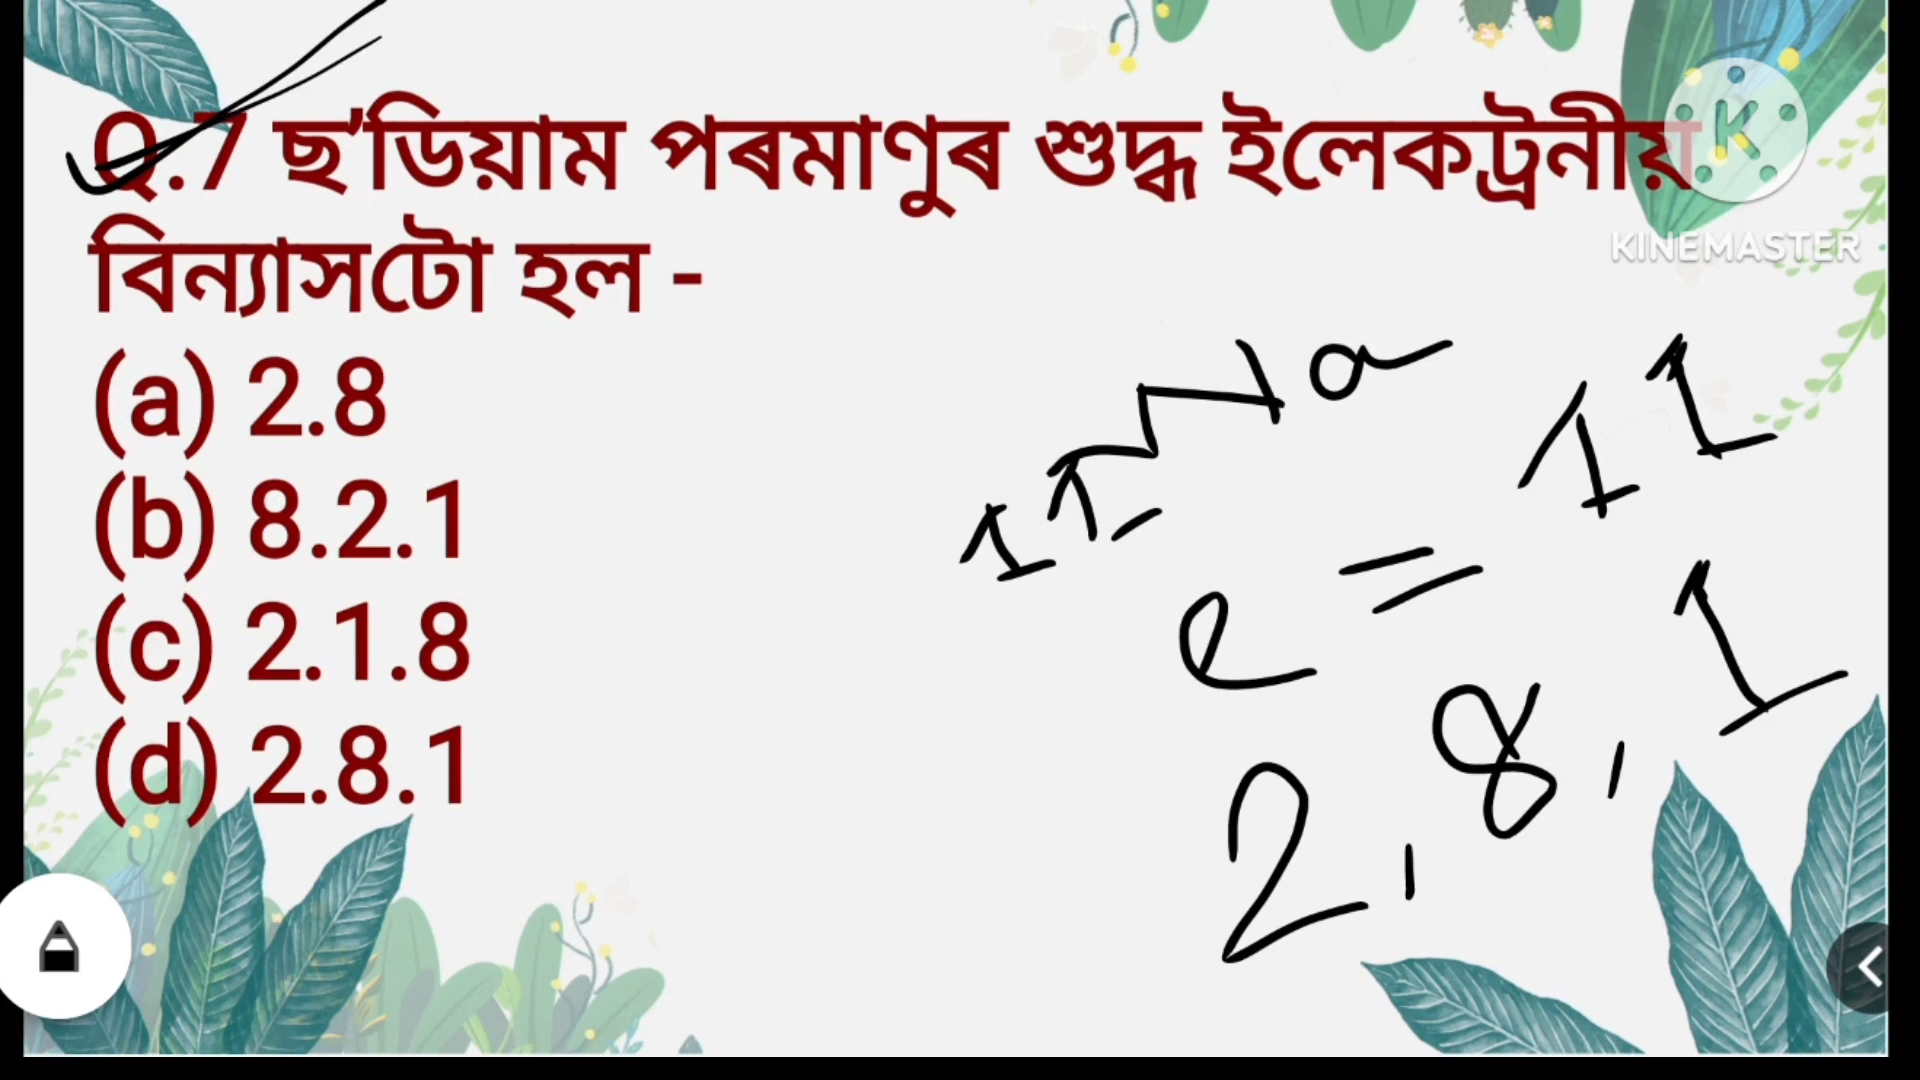 Q.7 ছ'ডিয়াম পৰমাণুৰ শুদ্ধ ইলেকট্ৰনীয়
বিন্যাসটো হল -
(a) 2.8
(b) 8.2.1
(c) 2.1.8
(d) 2.8.1
KINEMASTER
11Na
e = 11
2, 8, 1